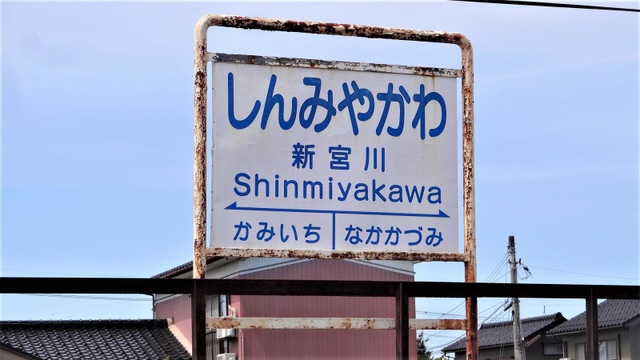 しんみやかわ
新宮川
Shinmiyakawa
かみいち なかかづみ